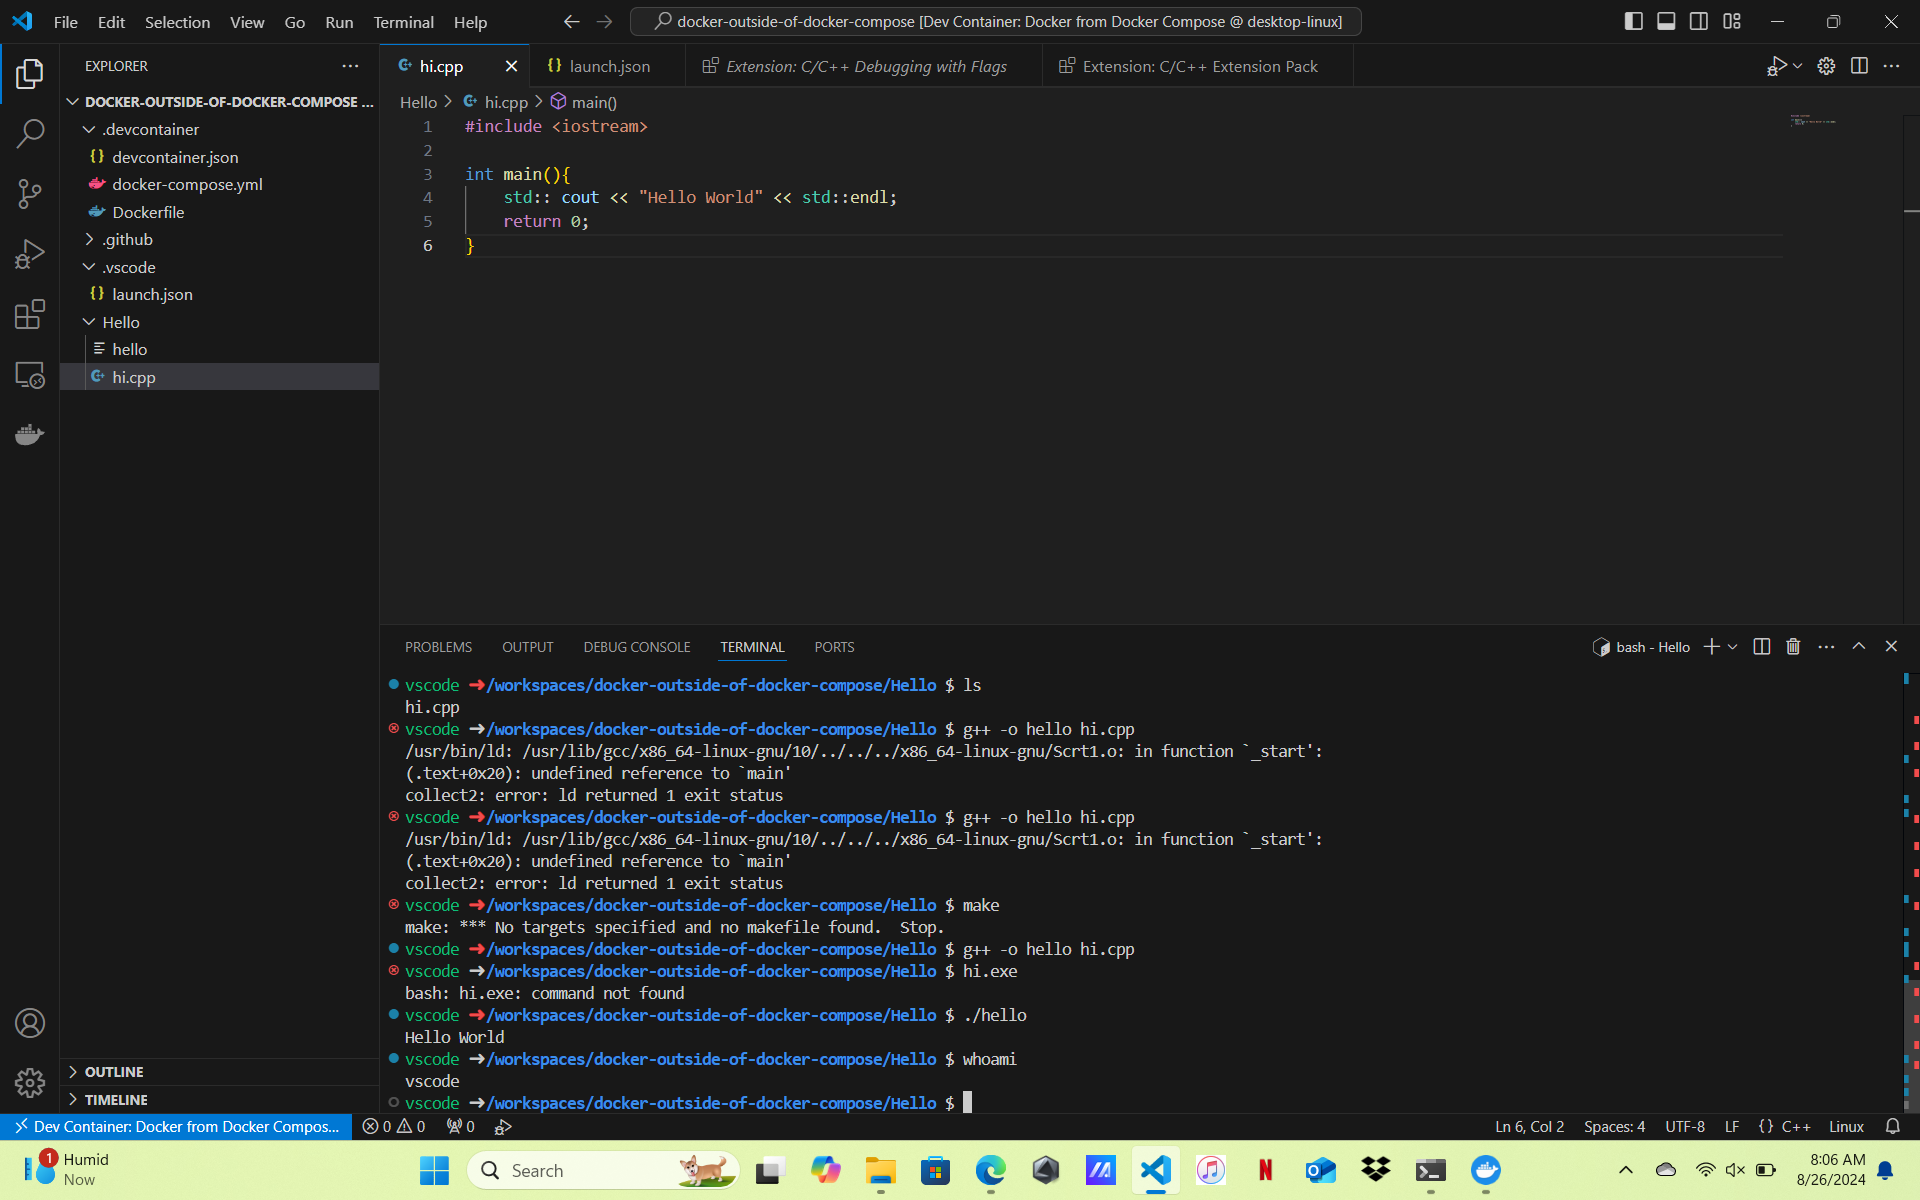 File Edit Selection View Go Run Terminal Help
docker-outside-of-docker-compose [Dev Container: Docker from Docker Compose @ desktop-linux]
EXPLORER
DOCKER-OUTSIDE-OF-DOCKER-COMPOSE ...
.devcontainer
devcontainer.json
docker-compose.yml
Dockerfile
.github
.vscode
launch.json
Hello
hello
hi.cpp
OUTLINE
TIMELINE
hi.cpp
launch.json
Extension: C/C++ Debugging with Flags
Extension: C/C++ Extension Pack
Hello > hi.cpp > main()
1 #include <iostream>
2
3 int main(){
4 std:: cout << "Hello World" << std::endl;
5 return 0;
6 }
PROBLEMS OUTPUT DEBUG CONSOLE TERMINAL PORTS
bash - Hello
vscode ➜/workspaces/docker-outside-of-docker-compose/Hello $ ls
hi.cpp
vscode ➜/workspaces/docker-outside-of-docker-compose/Hello $ g++ -o hello hi.cpp
/usr/bin/ld: /usr/lib/gcc/x86_64-linux-gnu/10/../../../x86_64-linux-gnu/Scrt1.o: in function `_start':
(.text+0x20): undefined reference to `main'
collect2: error: ld returned 1 exit status
vscode ➜/workspaces/docker-outside-of-docker-compose/Hello $ g++ -o hello hi.cpp
/usr/bin/ld: /usr/lib/gcc/x86_64-linux-gnu/10/../../../x86_64-linux-gnu/Scrt1.o: in function `_start':
(.text+0x20): undefined reference to `main'
collect2: error: ld returned 1 exit status
vscode ➜/workspaces/docker-outside-of-docker-compose/Hello $ make
make: *** No targets specified and no makefile found.  Stop.
vscode ➜/workspaces/docker-outside-of-docker-compose/Hello $ g++ -o hello hi.cpp
vscode ➜/workspaces/docker-outside-of-docker-compose/Hello $ hi.exe
bash: hi.exe: command not found
vscode ➜/workspaces/docker-outside-of-docker-compose/Hello $ ./hello
Hello World
vscode ➜/workspaces/docker-outside-of-docker-compose/Hello $ whoami
vscode
vscode ➜/workspaces/docker-outside-of-docker-compose/Hello $
Dev Container: Docker from Docker Compos... 0 0 0
Ln 6, Col 2 Spaces: 4 UTF-8 LF {} C++ Linux
1
Humid
Now
Search
N
8:06 AM
8/26/2024